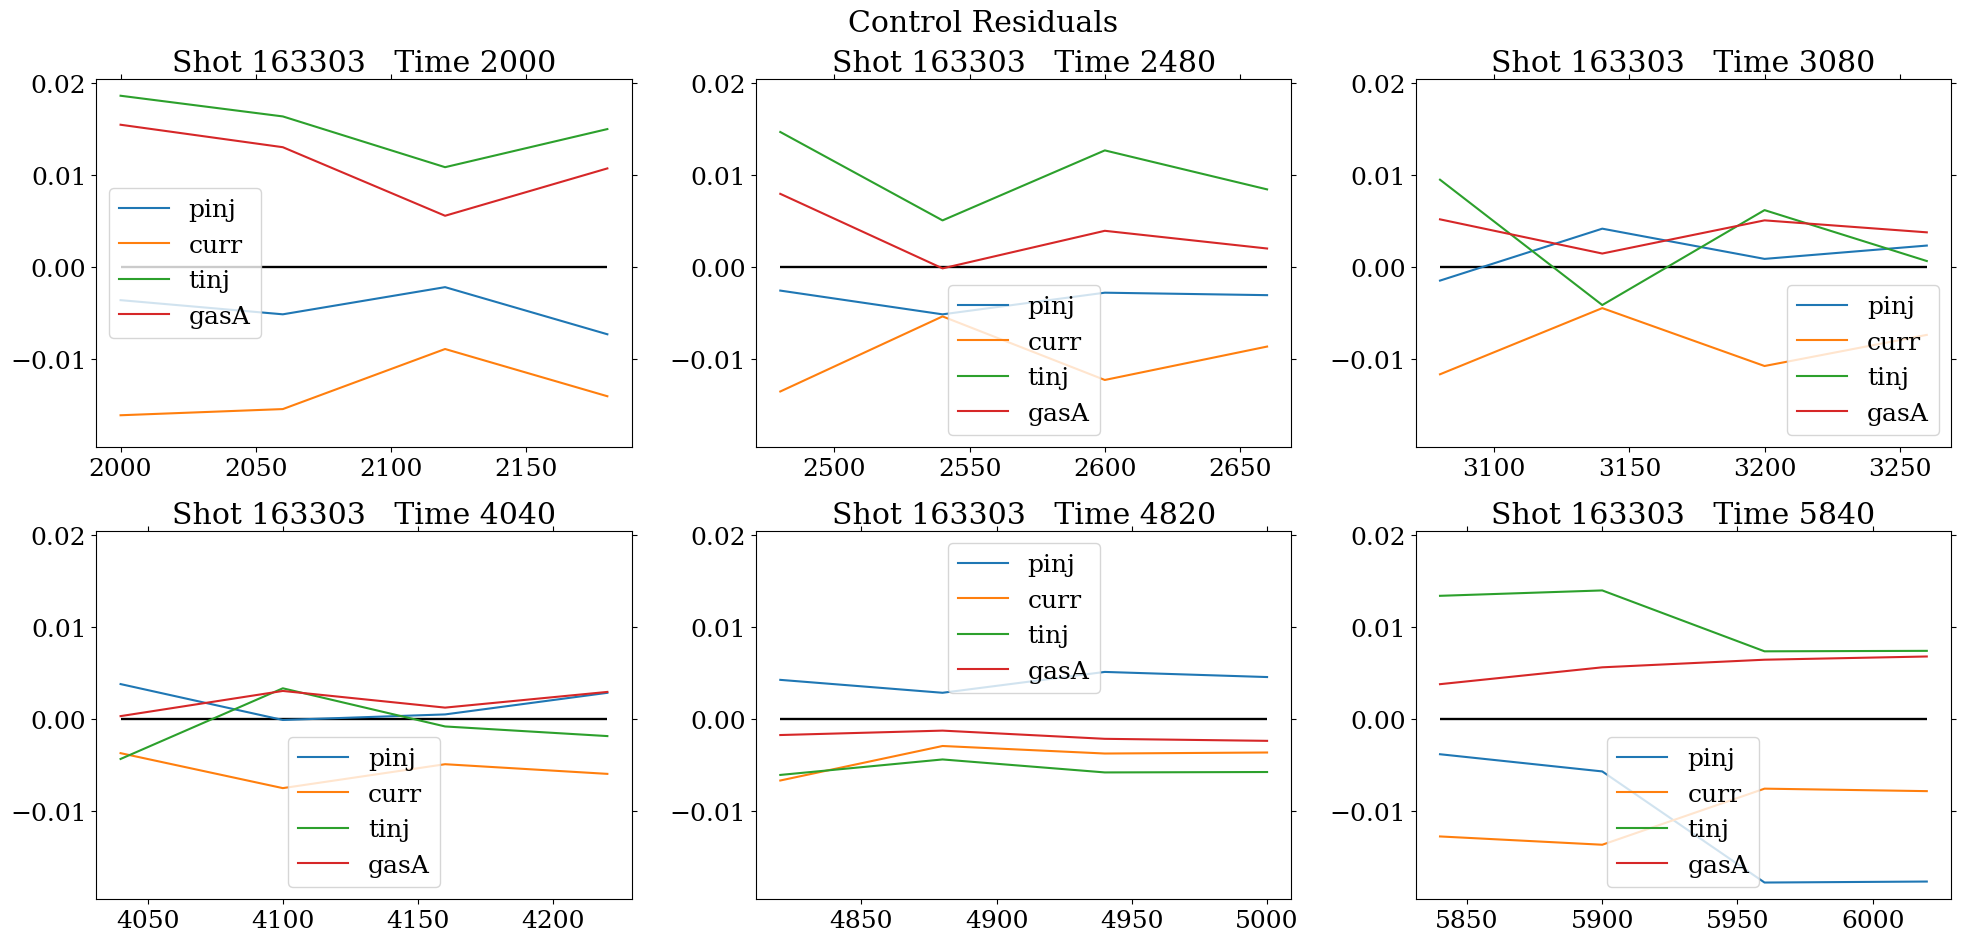 Control Residuals
Shot 163303   Time 2000
Shot 163303   Time 2480
Shot 163303   Time 3080
0.02
0.01
0.00
−0.01
pinj
curr
tinj
gasA
2000 2050 2100 2150
0.02
0.01
0.00
−0.01
pinj
curr
tinj
gasA
2500 2550 2600 2650
0.02
0.01
0.00
−0.01
pinj
curr
tinj
gasA
3100 3150 3200 3250
Shot 163303   Time 4040
Shot 163303   Time 4820
Shot 163303   Time 5840
0.02
0.01
0.00
−0.01
pinj
curr
tinj
gasA
4050 4100 4150 4200
0.02
0.01
0.00
−0.01
pinj
curr
tinj
gasA
4850 4900 4950 5000
0.02
0.01
0.00
−0.01
pinj
curr
tinj
gasA
5850 5900 5950 6000